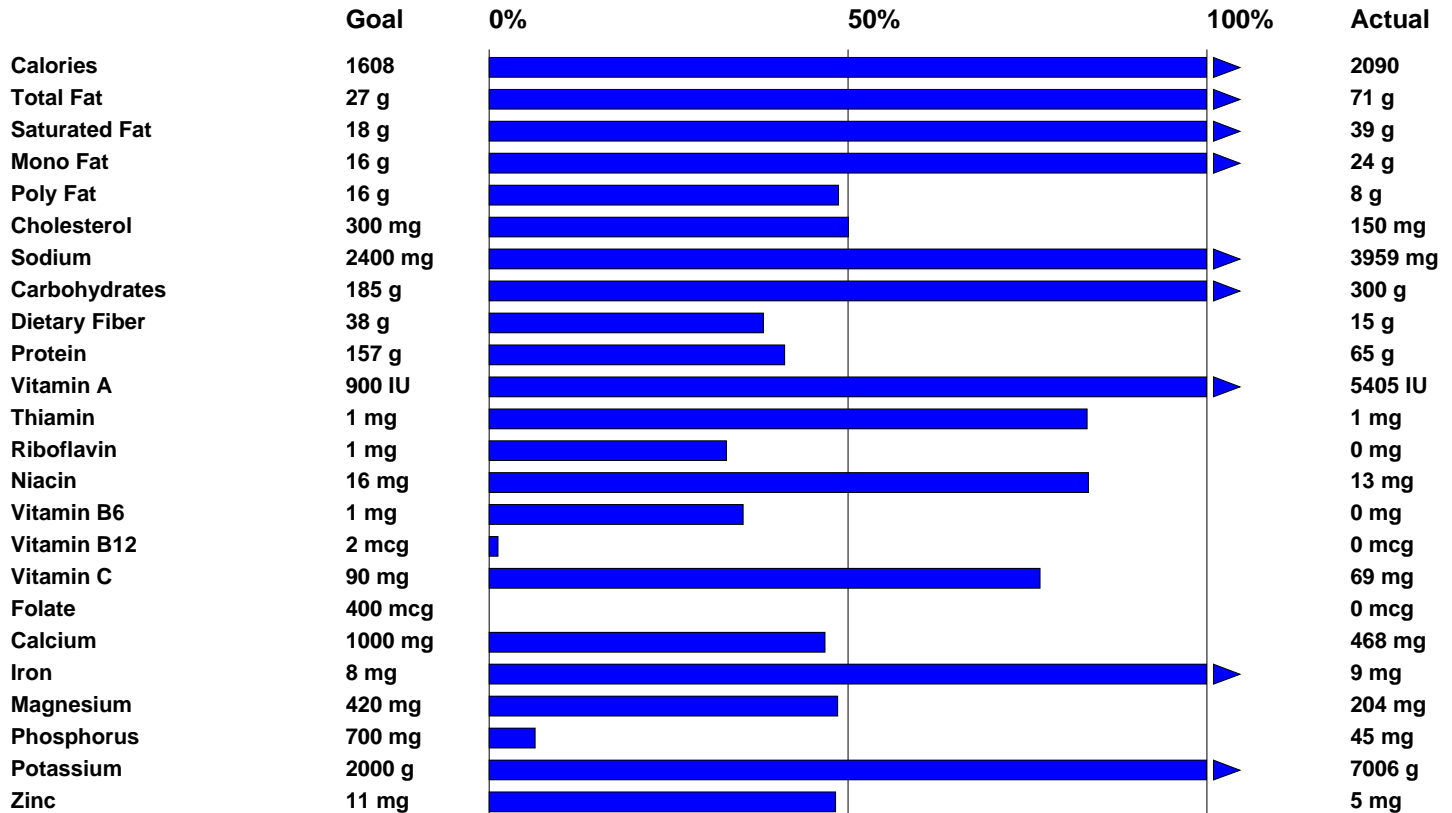 Goal 0% 50% 100% Actual
Calories 1608 2090
Total Fat 27 g 71 g
Saturated Fat 18 g 39 g
Mono Fat 16 g 24 g
Poly Fat 16 g 8 g
Cholesterol 300 mg 150 mg
Sodium 2400 mg 3959 mg
Carbohydrates 185 g 300 g
Dietary Fiber 38 g 15 g
Protein 157 g 65 g
Vitamin A 900 IU 5405 IU
Thiamin 1 mg 1 mg
Riboflavin 1 mg 0 mg
Niacin 16 mg 13 mg
Vitamin B6 1 mg 0 mg
Vitamin B12 2 mcg 0 mcg
Vitamin C 90 mg 69 mg
Folate 400 mcg 0 mcg
Calcium 1000 mg 468 mg
Iron 8 mg 9 mg
Magnesium 420 mg 204 mg
Phosphorus 700 mg 45 mg
Potassium 2000 g 7006 g
Zinc 11 mg 5 mg